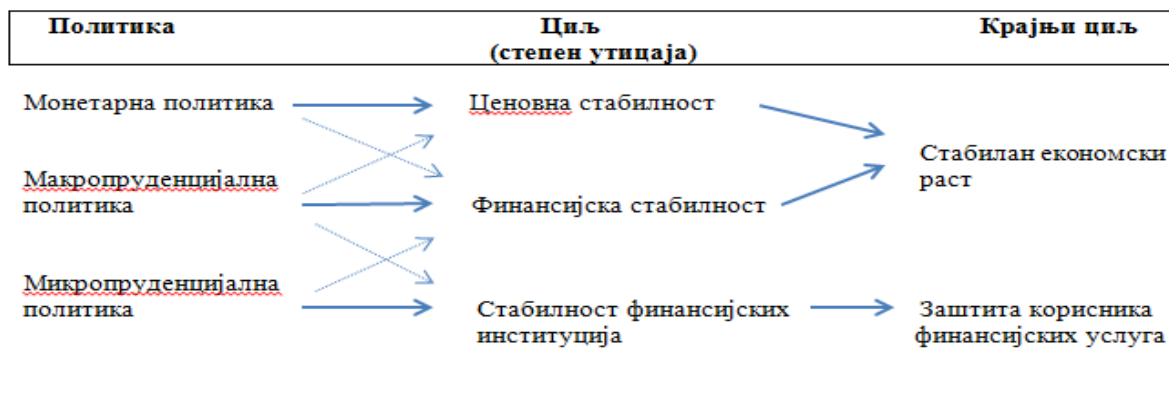 Политика Циљ Крајњи циљ
(степен утицаја)
Монетарна политика Ценовна стабилност
Стабилан економски
раст
Макропруденцијална
политика Финансијска стабилност
Микропруденцијална
политика Стабилност финансијских Заштита корисника
институција финансијских услуга